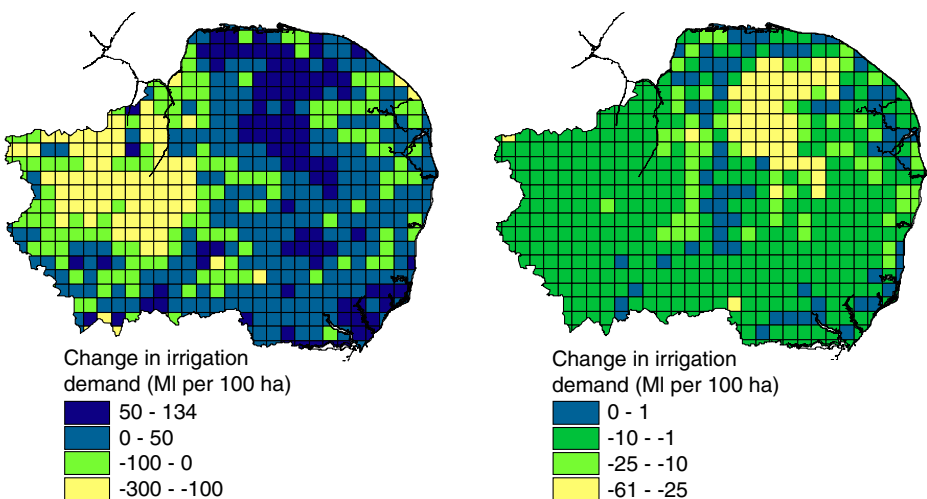 Change in irrigation
demand (Ml per 100 ha)
50 - 134
0 - 50
-100 - 0
-300 - -100
Change in irrigation
demand (Ml per 100 ha)
0 - 1
-10 - -1
-25 - -10
-61 - -25